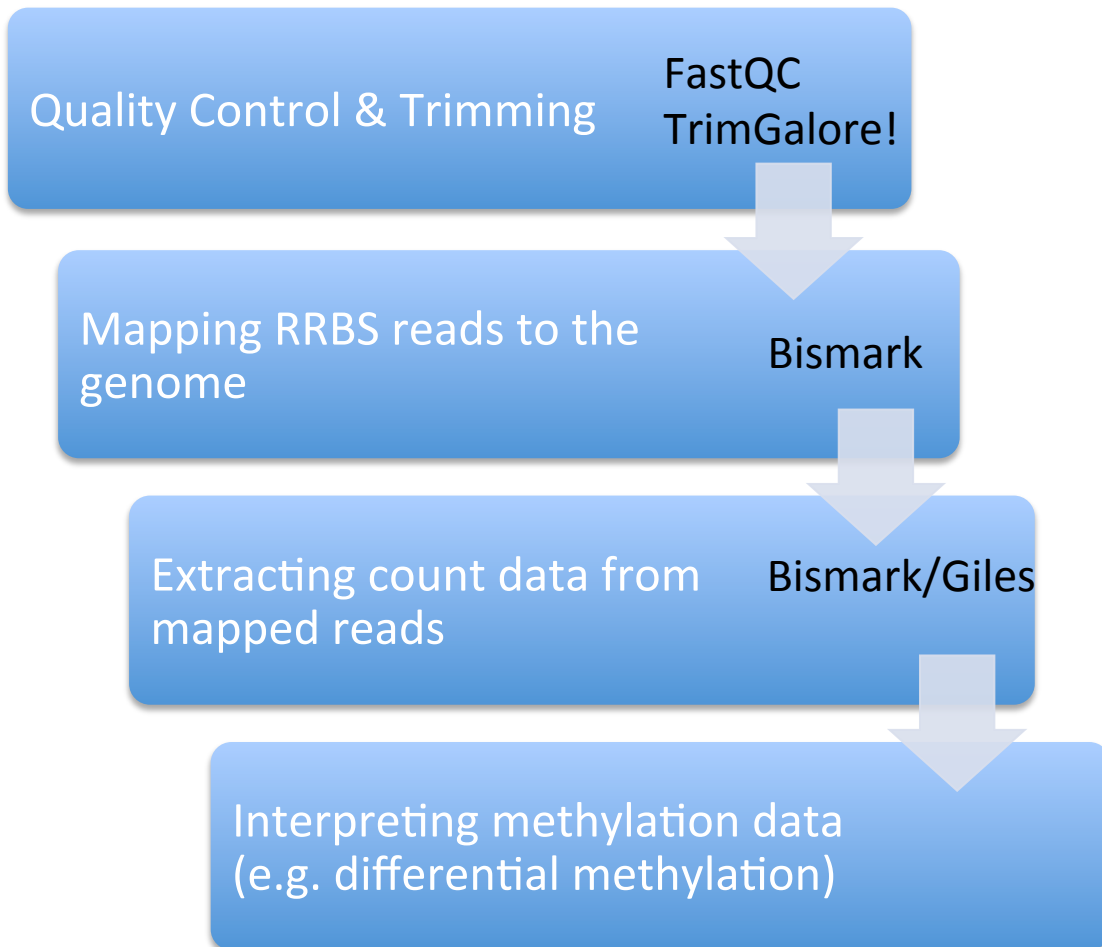 Quality Control & Trimming
FastQC
TrimGalore!
Mapping RRBS reads to the
genome
Bismark
Extracting count data from
mapped reads
Bismark/Giles
Interpreting methylation data
(e.g. differential methylation)